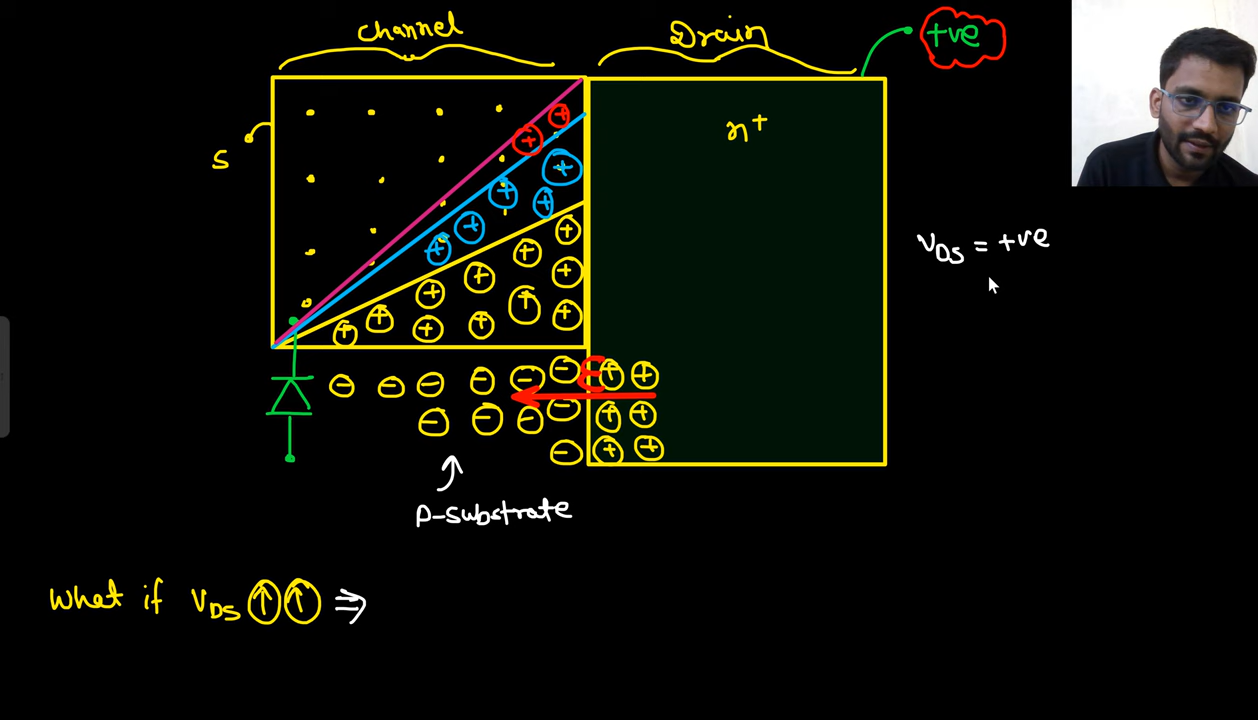 Channel
Drain
+ve
S
n+
VDS = +ve
E
p-substrate
What if VDS ↑ ↑ ⇒